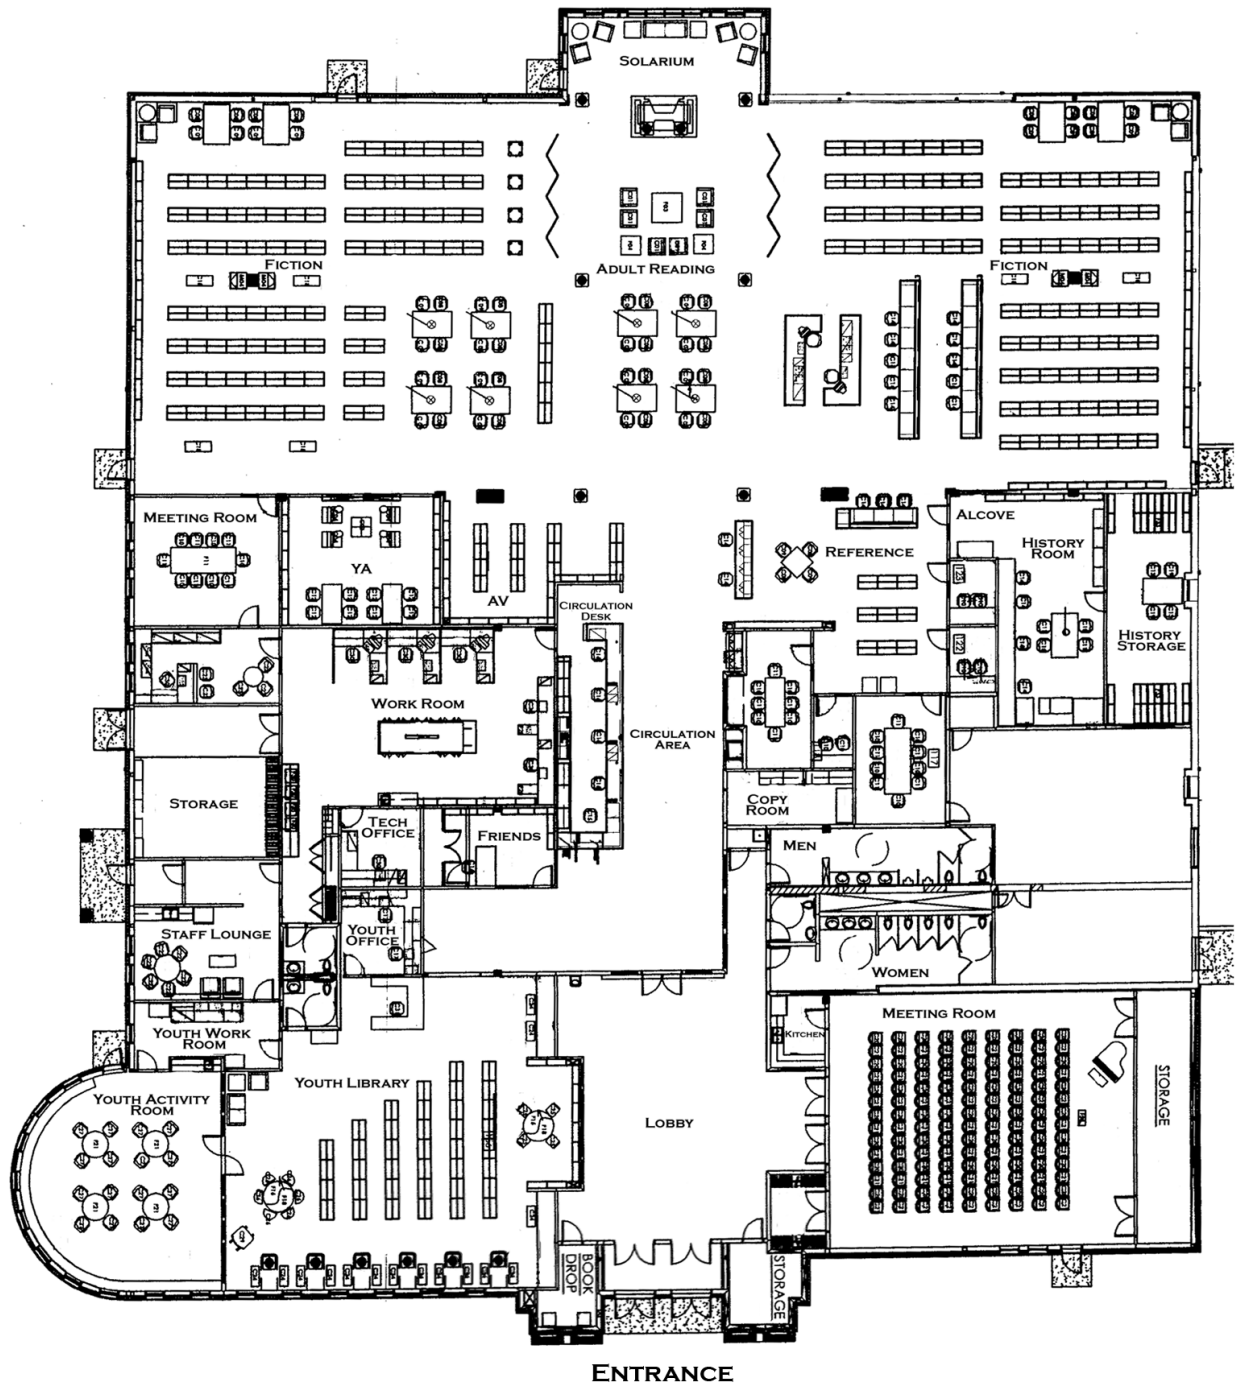 SOLARIUM
FICTION
ADULT READING
FICTION
MEETING ROOM
YA
AV
CIRCULATION
DESK
REFERENCE
ALCOVE
HISTORY
ROOM
HISTORY
STORAGE
WORK ROOM
CIRCULATION
AREA
STORAGE
TECH
OFFICE
FRIENDS
COPY
ROOM
MEN
STAFF LOUNGE
YOUTH
OFFICE
WOMEN
YOUTH WORK
ROOM
KITCHEN
MEETING ROOM
STORAGE
YOUTH ACTIVITY
ROOM
YOUTH LIBRARY
LOBBY
BOOK
DROP
STORAGE
ENTRANCE